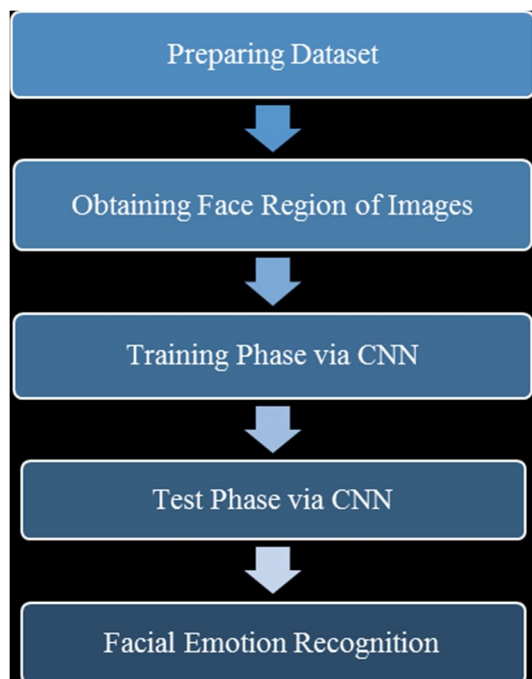 Preparing Dataset
Obtaining Face Region of Images
Training Phase via CNN
Test Phase via CNN
Facial Emotion Recognition